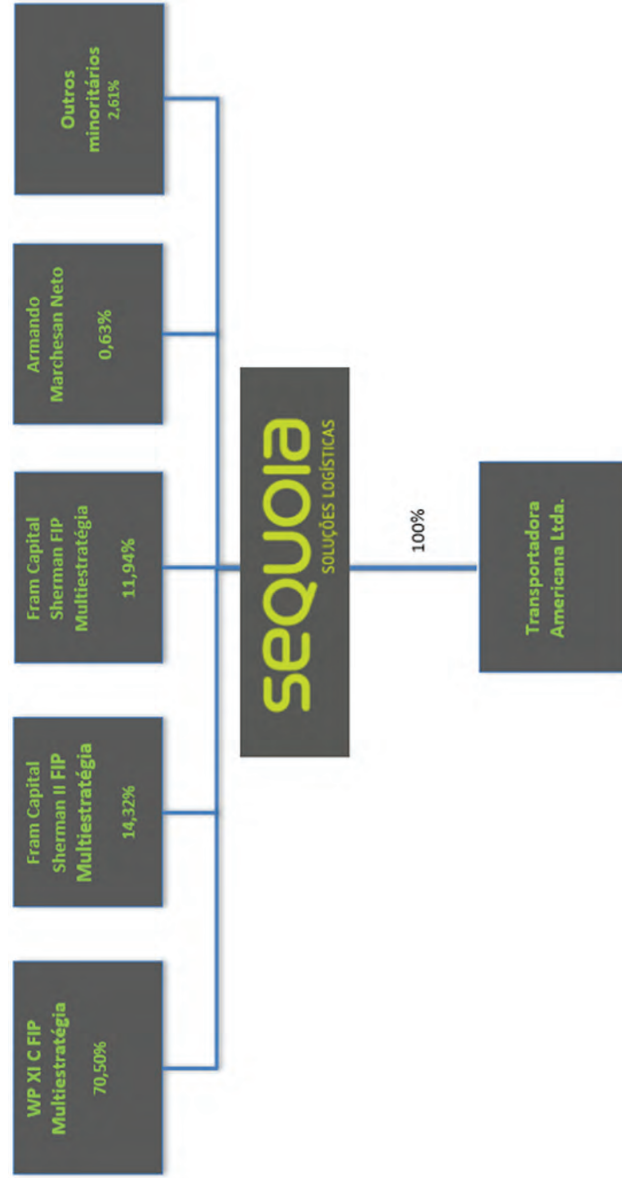 WP XI C FIP
Multiestratégia
70,50%
Fram Capital
Sherman II FIP
Multiestratégia
14,32%
Fram Capital
Sherman FIP
Multiestratégia
11,94%
Armando
Marchesan Neto
0,63%
Outros
minoritários
2,61%
sequoia
SOLUÇÕES LOGÍSTICAS
100%
Transportadora
Americana Ltda.